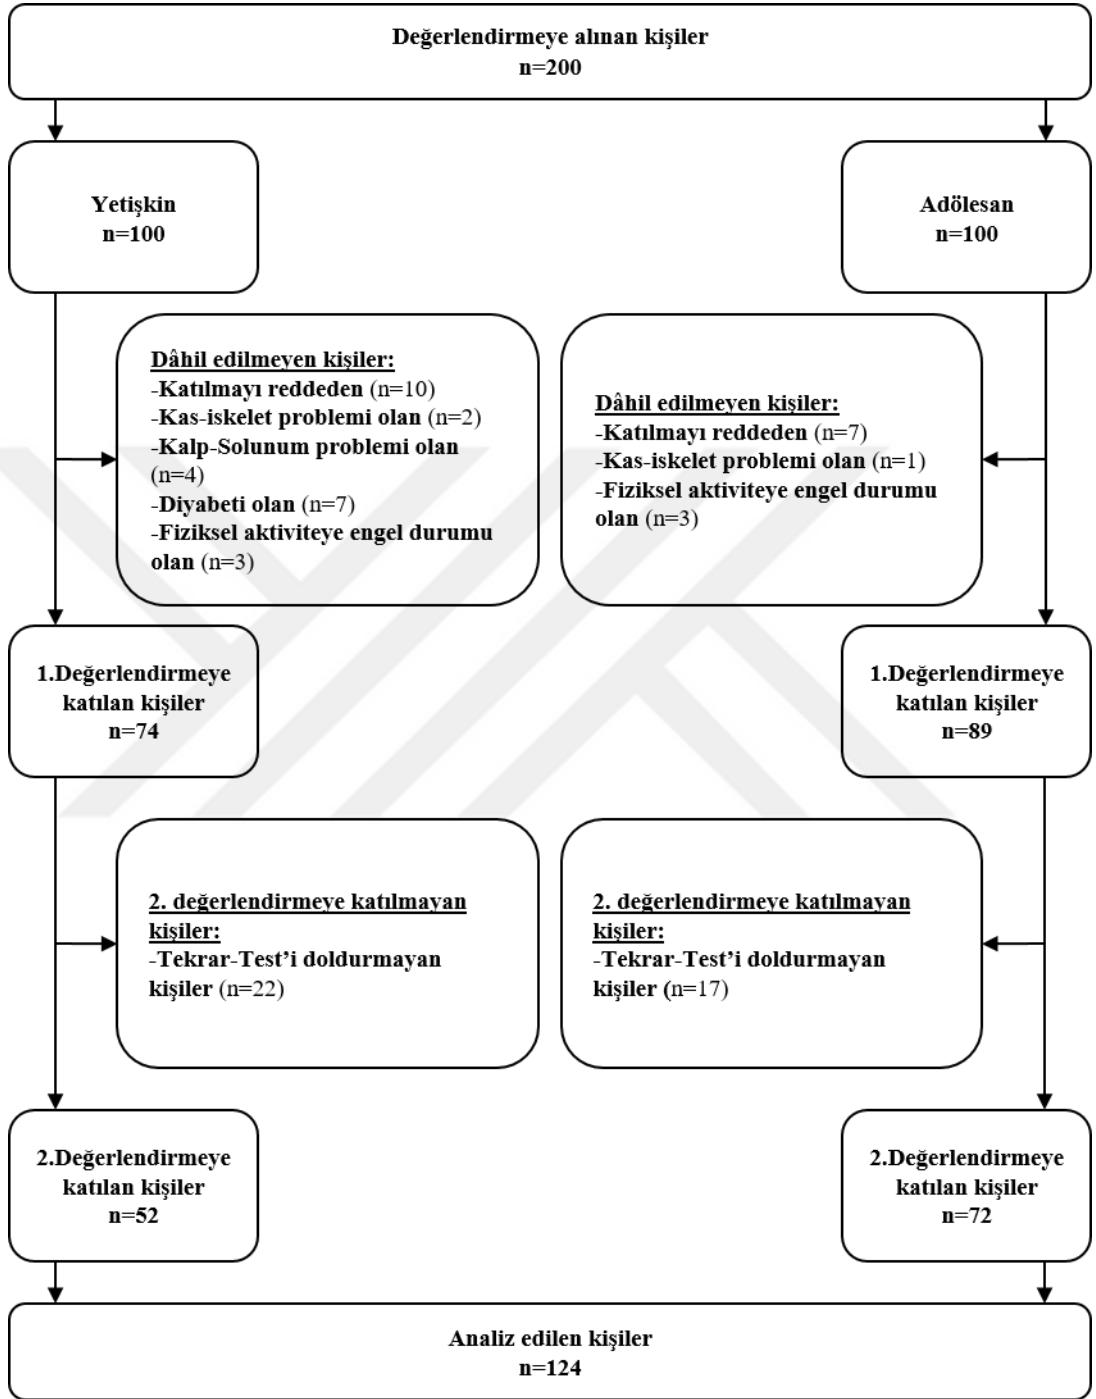 Değerlendirmeye alınan kişiler
n=200
Yetişkin
n=100
Adölesan
n=100
Dâhil edilmeyen kişiler:
-Katılmayı reddeden (n=10)
-Kas-iskelet problemi olan (n=2)
-Kalp-Solunum problemi olan
(n=4)
-Diyabeti olan (n=7)
-Fiziksel aktiviteye engel durumu
olan (n=3)
Dâhil edilmeyen kişiler:
-Katılmayı reddeden (n=7)
-Kas-iskelet problemi olan (n=1)
-Fiziksel aktiviteye engel durumu
olan (n=3)
1.Değerlendirmeye
katılan kişiler
n=74
1.Değerlendirmeye
katılan kişiler
n=89
2. değerlendirmeye katılmayan
kişiler:
-Tekrar-Test’i doldurmayan
kişiler (n=22)
2. değerlendirmeye katılmayan
kişiler:
-Tekrar-Test’i doldurmayan
kişiler (n=17)
2.Değerlendirmeye
katılan kişiler
n=52
2.Değerlendirmeye
katılan kişiler
n=72
Analiz edilen kişiler
n=124